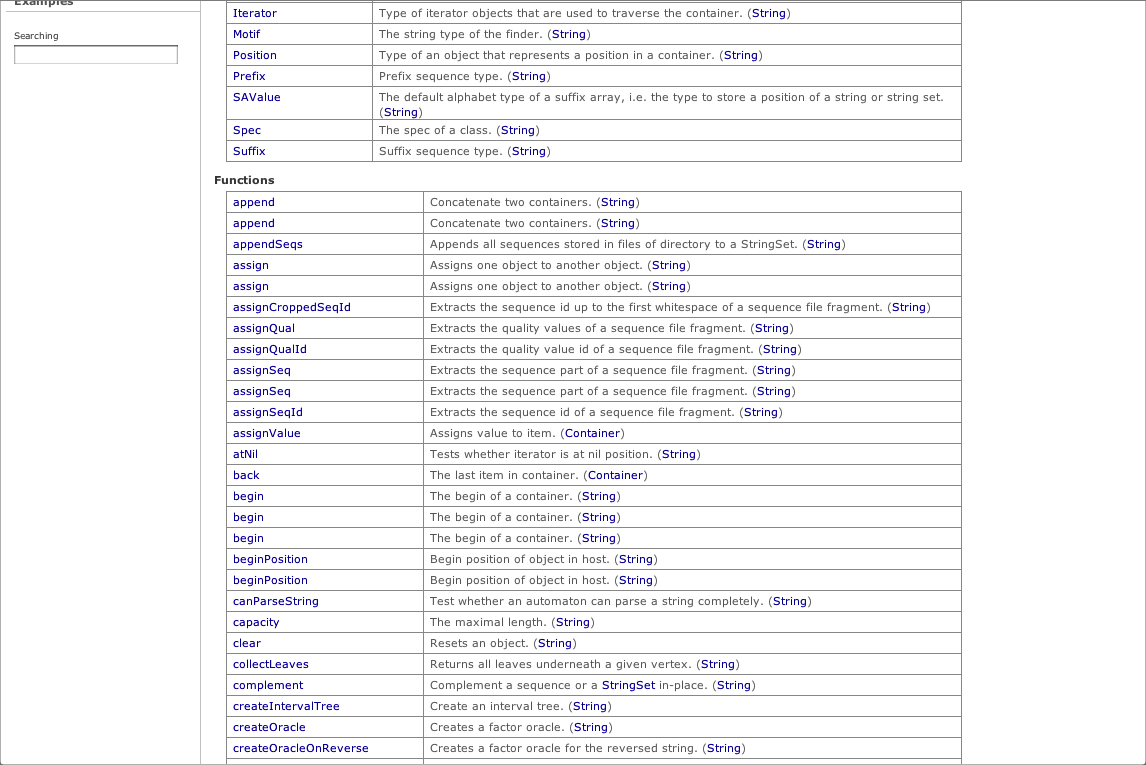 Examples
Searching
Iterator Type of iterator objects that are used to traverse the container. (String)
Motif The string type of the finder. (String)
Position Type of an object that represents a position in a container. (String)
Prefix Prefix sequence type. (String)
SAValue The default alphabet type of a suffix array, i.e. the type to store a position of a string or string set.
(String)
Spec The spec of a class. (String)
Suffix Suffix sequence type. (String)
Functions
append Concatenate two containers. (String)
append Concatenate two containers. (String)
appendSeqs Appends all sequences stored in files of directory to a StringSet. (String)
assign Assigns one object to another object. (String)
assign Assigns one object to another object. (String)
assignCroppedSeqId Extracts the sequence id up to the first whitespace of a sequence file fragment. (String)
assignQual Extracts the quality values of a sequence file fragment. (String)
assignQualId Extracts the quality value id of a sequence file fragment. (String)
assignSeq Extracts the sequence part of a sequence file fragment. (String)
assignSeq Extracts the sequence part of a sequence file fragment. (String)
assignSeqId Extracts the sequence id of a sequence file fragment. (String)
assignValue Assigns value to item. (Container)
atNil Tests whether iterator is at nil position. (String)
back The last item in container. (Container)
begin The begin of a container. (String)
begin The begin of a container. (String)
begin The begin of a container. (String)
beginPosition Begin position of object in host. (String)
beginPosition Begin position of object in host. (String)
canParseString Test whether an automaton can parse a string completely. (String)
capacity The maximal length. (String)
clear Resets an object. (String)
collectLeaves Returns all leaves underneath a given vertex. (String)
complement Complement a sequence or a StringSet in-place. (String)
createIntervalTree Create an interval tree. (String)
createOracle Creates a factor oracle. (String)
createOracleOnReverse Creates a factor oracle for the reversed string. (String)